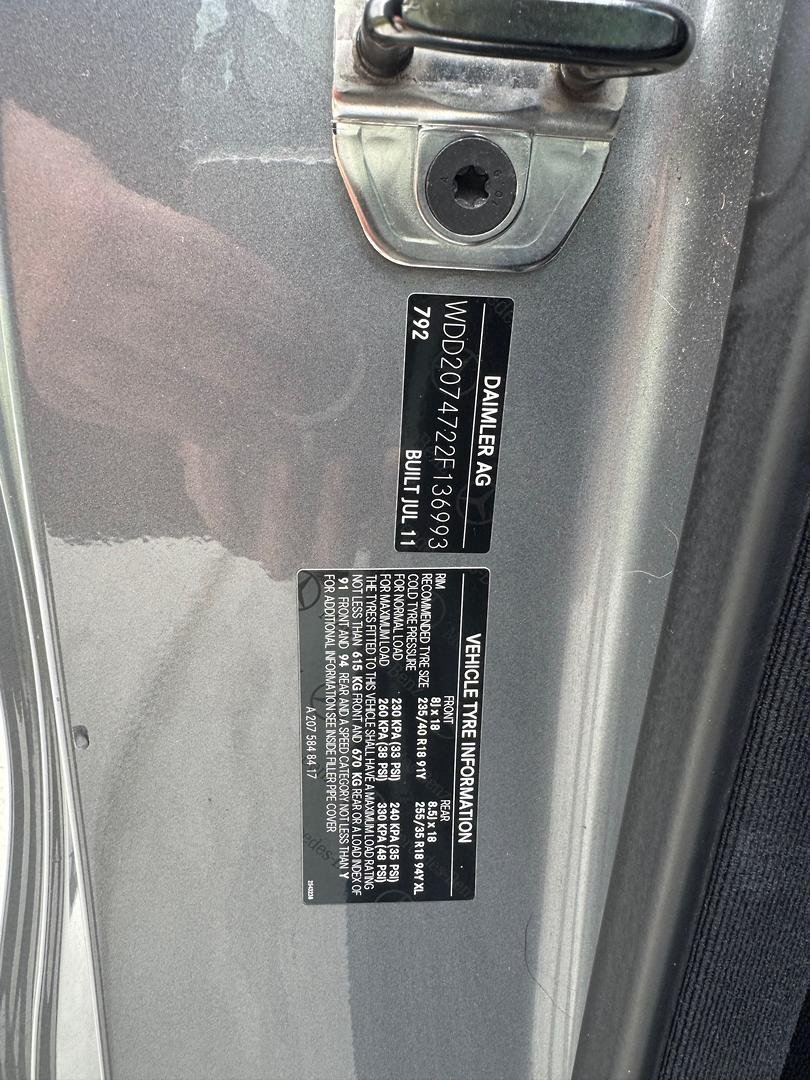 DAIMLER AG
WDD2074722F136993
792 BUILT JUL 11
VEHICLE TYRE INFORMATION
FRONT REAR
RIM 8J x 18 8.5J x 18
RECOMMENDED TYRE SIZE 235/40 R18 91Y 255/35 R18 94Y XL
COLD TYRE PRESSURE
FOR NORMAL LOAD 230 KPA (33 PSI) 240 KPA (35 PSI)
FOR MAXIMUM LOAD 260 KPA (38 PSI) 330 KPA (48 PSI)
THE TYRES FITTED TO THIS VEHICLE SHALL HAVE A MAXIMUM LOAD RATING
NOT LESS THAN 615 KG FRONT AND 670 KG REAR OR A LOAD INDEX OF
91 FRONT AND 94 REAR AND A SPEED CATEGORY NOT LESS THAN Y
FOR ADDITIONAL INFORMATION SEE INSIDE FILLER PIPE COVER
A 207 584 84 17